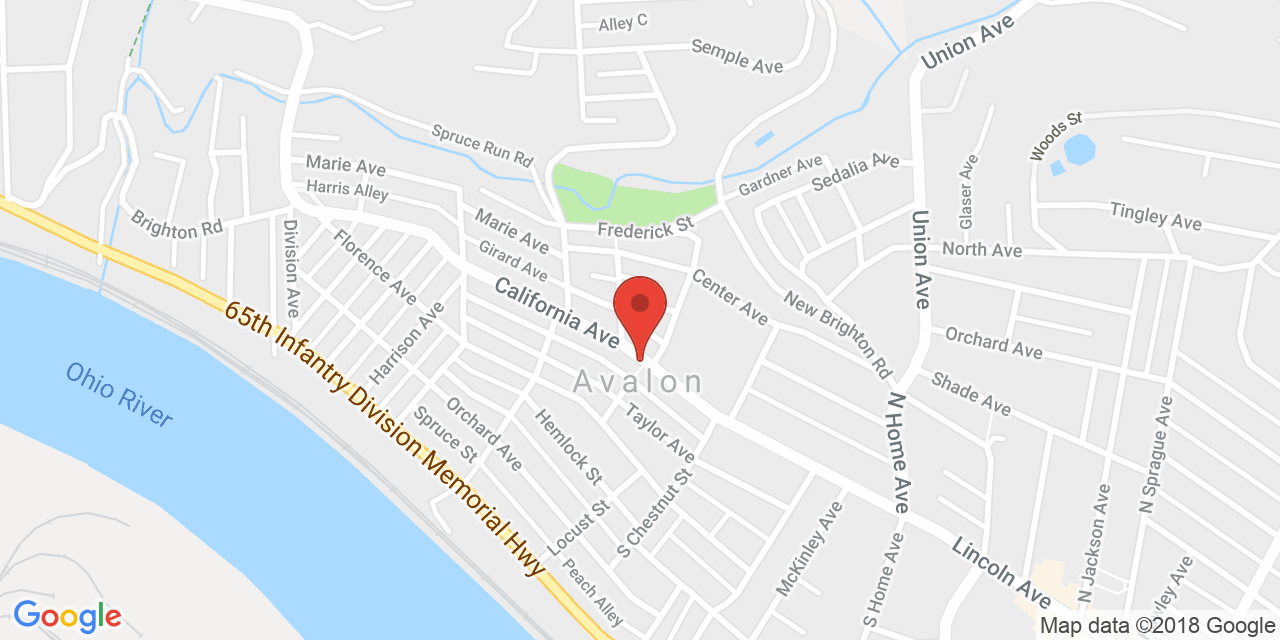 Alley C
Semple Ave
Union Ave
Spruce Run Rd
Woods St
Marie Ave
Harris Alley
Gardner Ave
Sedalia Ave
Glaser Ave
Brighton Rd
Division Ave
Florence Ave
Marie Ave
Girard Ave
Frederick St
Union Ave
North Ave
Tingley Ave
California Ave
Center Ave
New Brighton Rd
65th Infantry Division Memorial Hwy
Harrison Ave
Orchard Ave
Ohio River
Avalon
Shade Ave
Spruce St
Orchard Ave
Hemlock St
Taylor Ave
N Home Ave
N Sprague Ave
Locust St
S Chestnut St
McKinley Ave
N Jackson Ave
Peach Alley
S Home Ave
Lincoln Ave
Google
Map data ©2018 Google